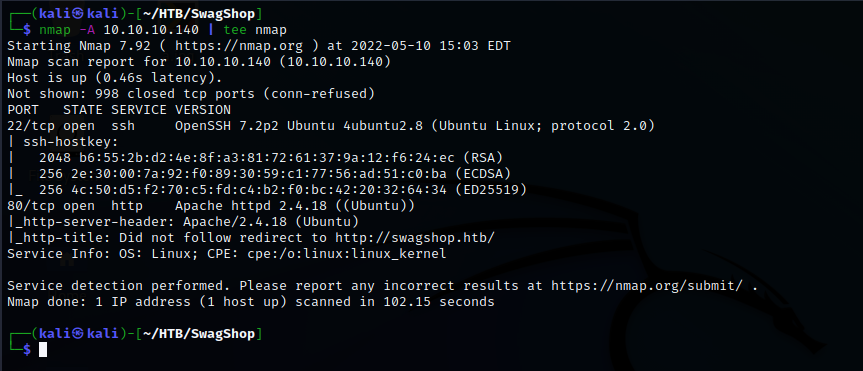 ┌──(kali㉿kali)-[~/HTB/SwagShop]
└─$ nmap -A 10.10.10.140 | tee nmap
Starting Nmap 7.92 ( https://nmap.org ) at 2022-05-10 15:03 EDT
Nmap scan report for 10.10.10.140 (10.10.10.140)
Host is up (0.46s latency).
Not shown: 998 closed tcp ports (conn-refused)
PORT   STATE SERVICE VERSION
22/tcp open  ssh     OpenSSH 7.2p2 Ubuntu 4ubuntu2.8 (Ubuntu Linux; protocol 2.0)
| ssh-hostkey:
|   2048 b6:55:2b:d2:4e:8f:a3:81:72:61:37:9a:12:f6:24:ec (RSA)
|   256 2e:30:00:7a:92:f0:89:30:59:c1:77:56:ad:51:c0:ba (ECDSA)
|_  256 4c:50:d5:f2:70:c5:fd:c4:b2:f0:bc:42:20:32:64:34 (ED25519)
80/tcp open  http    Apache httpd 2.4.18 ((Ubuntu))
|_http-server-header: Apache/2.4.18 (Ubuntu)
|_http-title: Did not follow redirect to http://swagshop.htb/
Service Info: OS: Linux; CPE: cpe:/o:linux:linux_kernel

Service detection performed. Please report any incorrect results at https://nmap.org/submit/ .
Nmap done: 1 IP address (1 host up) scanned in 102.15 seconds

┌──(kali㉿kali)-[~/HTB/SwagShop]
└─$